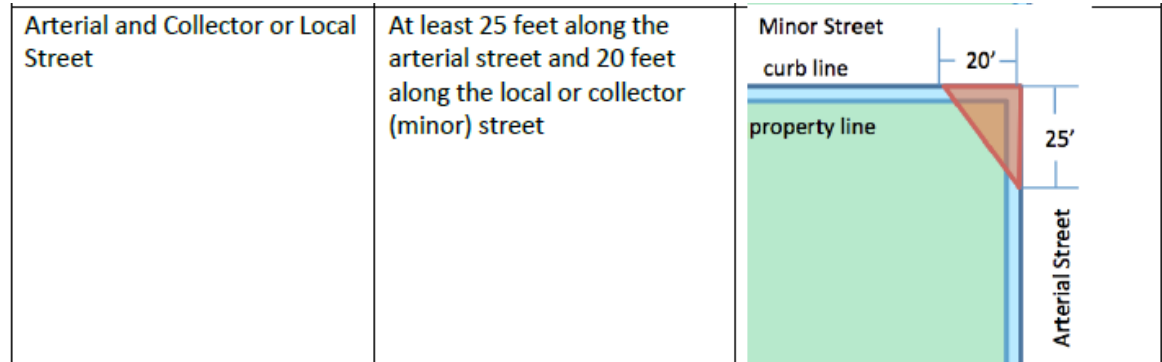 Arterial and Collector or Local
Street
At least 25 feet along the
arterial street and 20 feet
along the local or collector
(minor) street
Minor Street
20'
curb line
property line
25'
Arterial Street